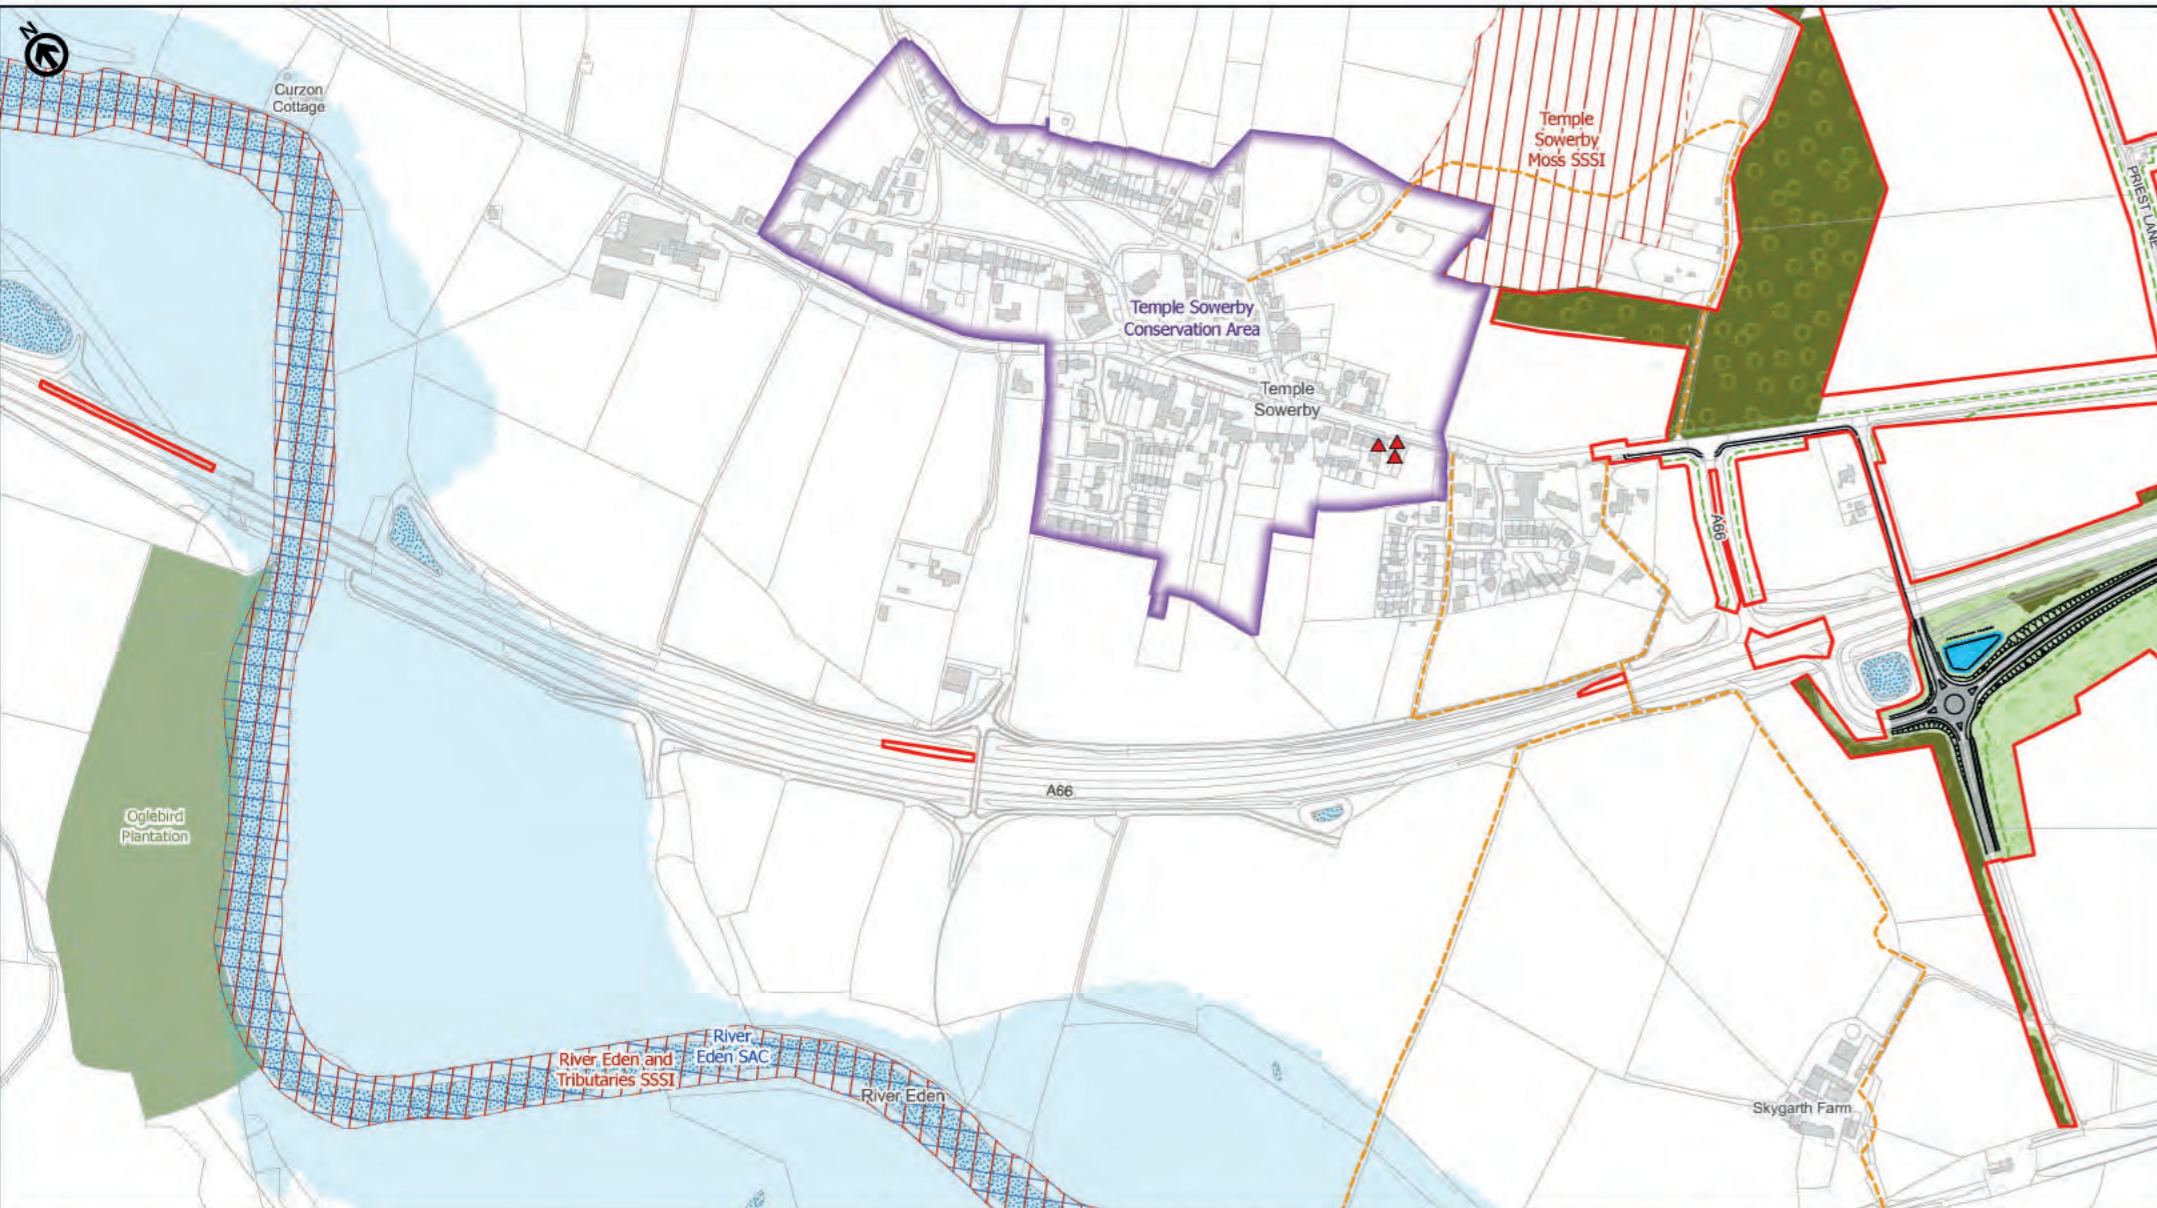 N
Curzon
Cottage
Temple
Sowerby
Moss SSSI
PRIEST LANE
Temple Sowerby
Conservation Area
Temple
Sowerby
A66
A66
Oglebird
Plantation
River
Eden SAC
River Eden and
Tributaries SSSI
River Eden
Skygarth Farm